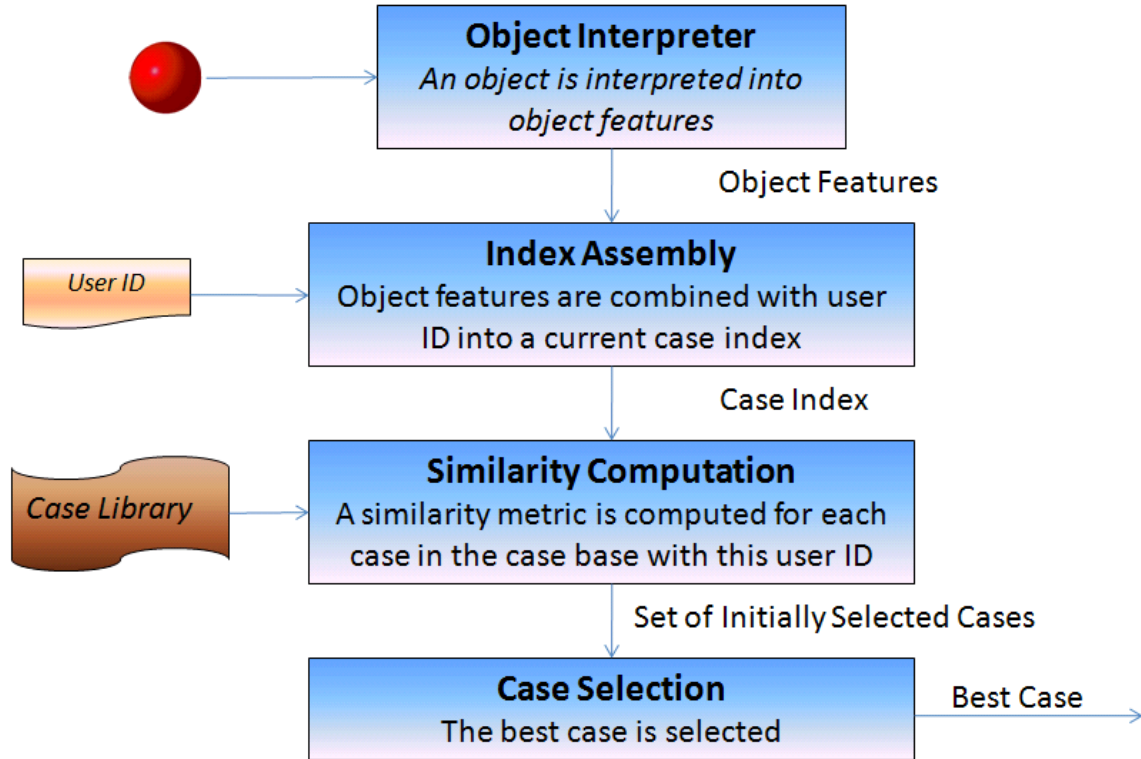 Object Interpreter
An object is interpreted into
object features
Object Features
Index Assembly
User ID
Object features are combined with user
ID into a current case index
Case Index
Similarity Computation
Case Library
A similarity metric is computed for each
case in the case base with this user ID
Set of Initially Selected Cases
Case Selection
The best case is selected
Best Case